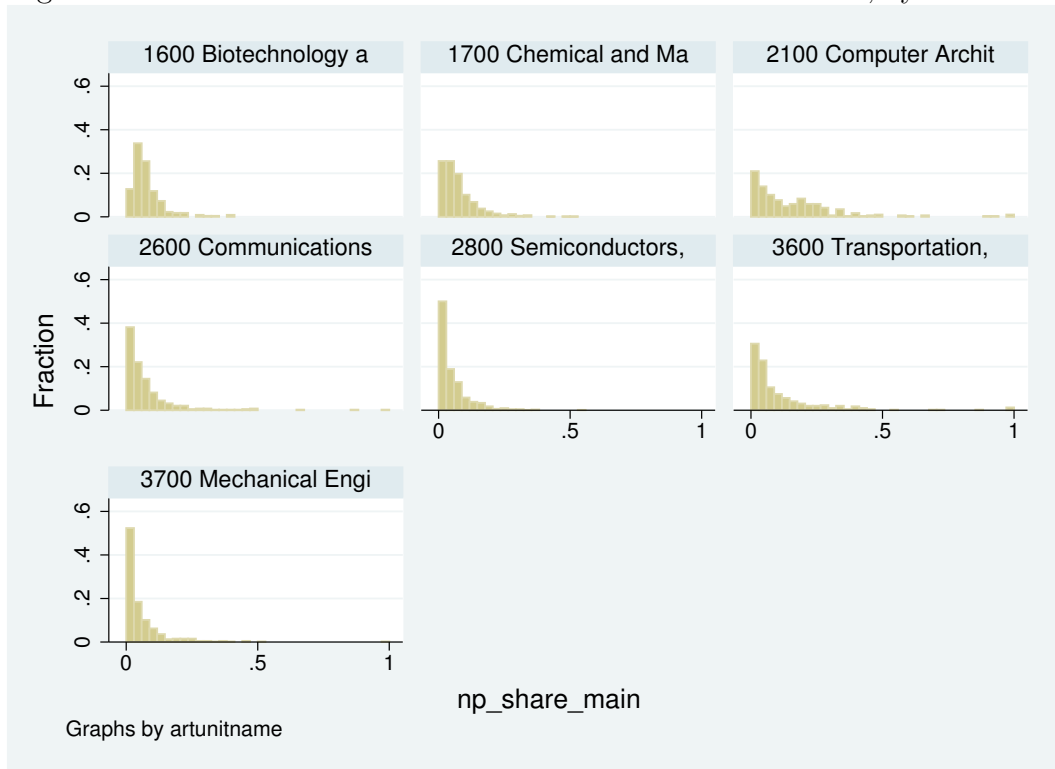 1600 Biotechnology a
1700 Chemical and Ma
2100 Computer Archit
0 .2 .4 .6
2600 Communications
2800 Semiconductors,
3600 Transportation,
0 .2 .4 .6
0 .5 1
0 .5 1
3700 Mechanical Engi
0 .2 .4 .6
0 .5 1
Fraction
np_share_main
Graphs by artunitname